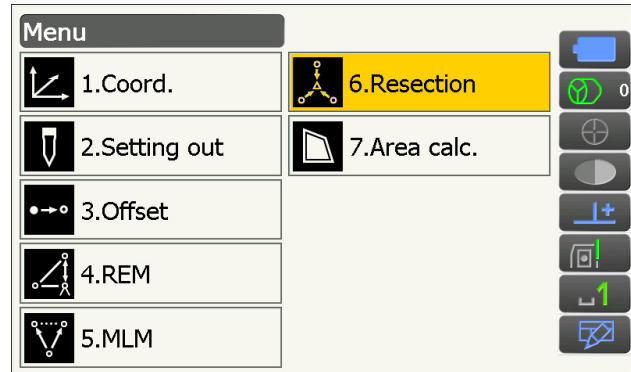 Menu
1.Coord.
2.Setting out
3.Offset
4.REM
5.MLM
6.Resection
7.Area calc.
0
1